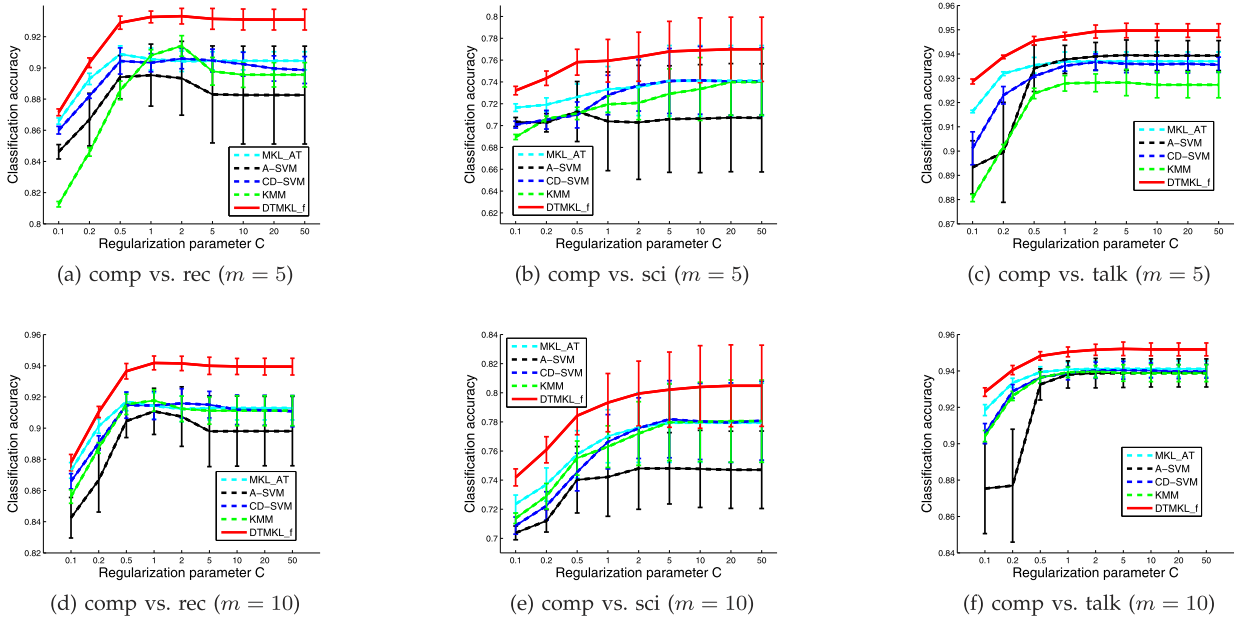 Classification accuracy
0.92
0.9
0.88
0.86
0.84
0.82
0.8
0.1 0.2 0.5 1 2 5 10 20 50
Regularization parameter C
MKL_AT
A-SVM
CD-SVM
KMM
DTMKL_f
(a) comp vs. rec (m = 5)
Classification accuracy
0.8
0.78
0.76
0.74
0.72
0.7
0.68
0.66
0.64
0.62
0.1 0.2 0.5 1 2 5 10 20 50
Regularization parameter C
MKL_AT
A-SVM
CD-SVM
KMM
DTMKL_f
(b) comp vs. sci (m = 5)
Classification accuracy
0.96
0.95
0.94
0.93
0.92
0.91
0.9
0.89
0.88
0.87
0.1 0.2 0.5 1 2 5 10 20 50
Regularization parameter C
MKL_AT
A-SVM
CD-SVM
KMM
DTMKL_f
(c) comp vs. talk (m = 5)
Classification accuracy
0.96
0.94
0.92
0.9
0.88
0.86
0.84
0.82
0.1 0.2 0.5 1 2 5 10 20 50
Regularization parameter C
MKL_AT
A-SVM
CD-SVM
KMM
DTMKL_f
(d) comp vs. rec (m = 10)
Classification accuracy
0.84
0.82
0.8
0.78
0.76
0.74
0.72
0.7
0.1 0.2 0.5 1 2 5 10 20 50
Regularization parameter C
MKL_AT
A-SVM
CD-SVM
KMM
DTMKL_f
(e) comp vs. sci (m = 10)
Classification accuracy
0.96
0.94
0.92
0.9
0.88
0.86
0.84
0.1 0.2 0.5 1 2 5 10 20 50
Regularization parameter C
MKL_AT
A-SVM
CD-SVM
KMM
DTMKL_f
(f) comp vs. talk (m = 10)